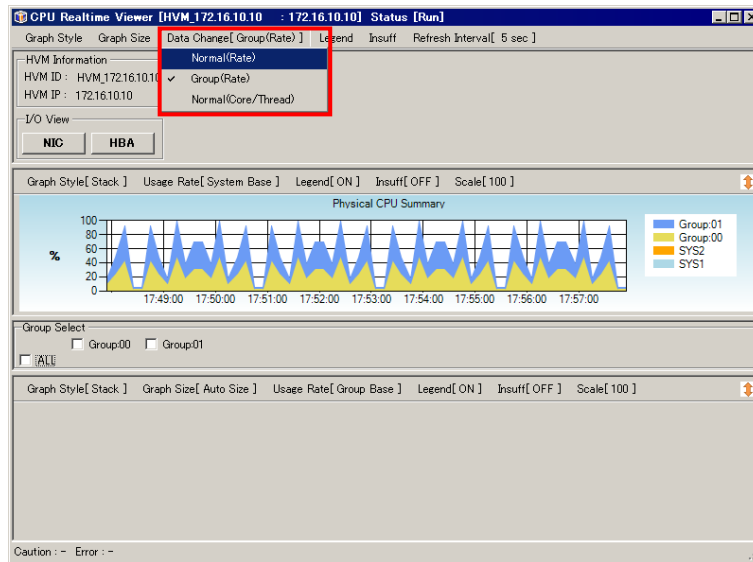 CPU Realtime Viewer [HVM_172.16.10.10 : 172.16.10.10] Status [Run]
Graph Style Graph Size Data Change[ Group(Rate) ] Legend Insuff Refresh Interval[ 5 sec ]
Normal(Rate)
Group(Rate)
Normal(Core/Thread)
HVM Information
HVM ID : HVM_172.16.10.10
HVM IP : 172.16.10.10
I/O View
NIC HBA
Graph Style[ Stack ] Usage Rate[ System Base ] Legend[ ON ] Insuff[ OFF ] Scale[ 100 ]
Physical CPU Summary
100
80
60
40
20
0
%
17:49:00 17:50:00 17:51:00 17:52:00 17:53:00 17:54:00 17:55:00 17:56:00 17:57:00
Group:01
Group:00
SYS2
SYS1
Group Select
Group:00 Group:01
ALL
Graph Style[ Stack ] Graph Size[ Auto Size ] Usage Rate[ Group Base ] Legend[ ON ] Insuff[ OFF ] Scale[ 100 ]
Caution : - Error : -